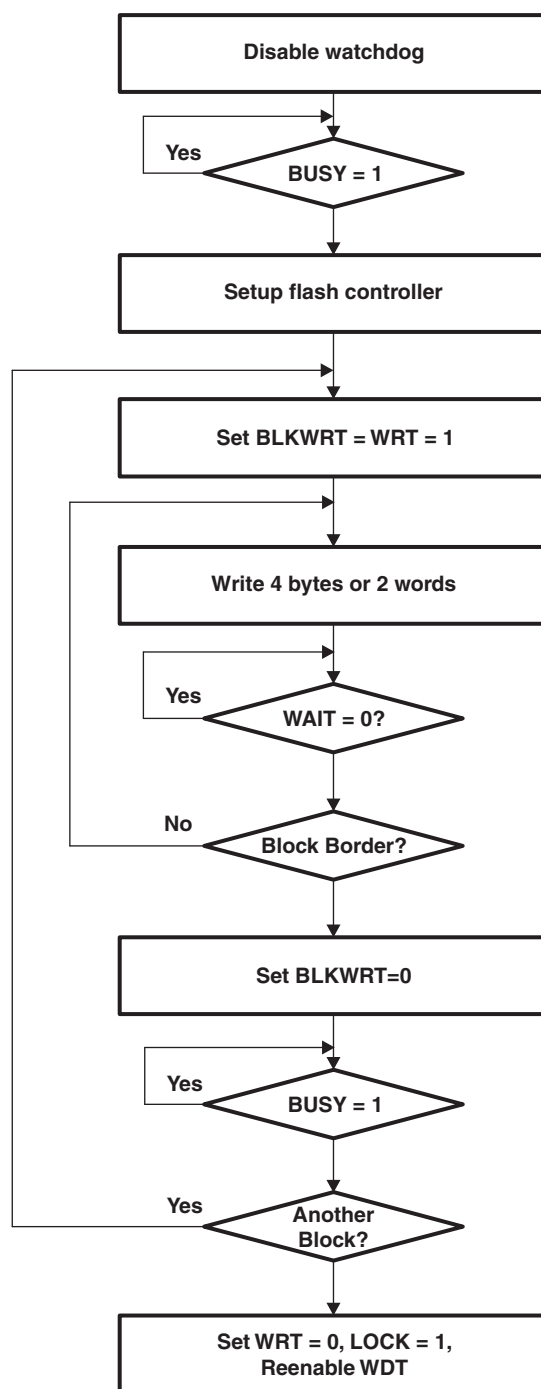 Disable watchdog
Yes
BUSY = 1
Setup flash controller
Set BLKWRT = WRT = 1
Write 4 bytes or 2 words
Yes
WAIT = 0?
No
Block Border?
Set BLKWRT=0
Yes
BUSY = 1
Yes
Another
Block?
Set WRT = 0, LOCK = 1,
Reenable WDT